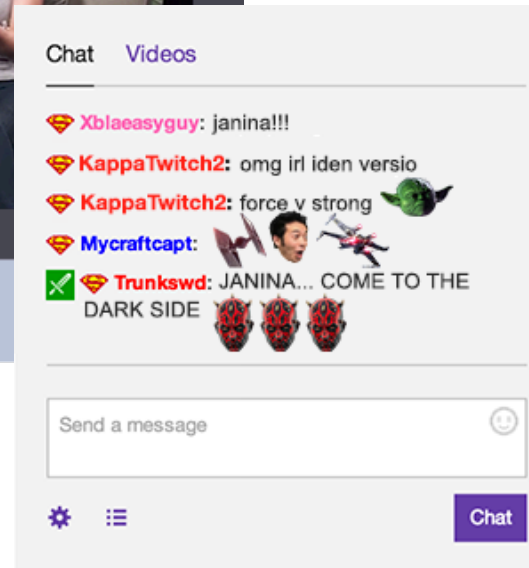 Chat Videos
Xblaeasyguy: janina!!!
KappaTwitch2: omg irl iden versio
KappaTwitch2: force v strong
Mycraftcapt:
Trunkswd: JANINA... COME TO THE
DARK SIDE
Send a message
Chat